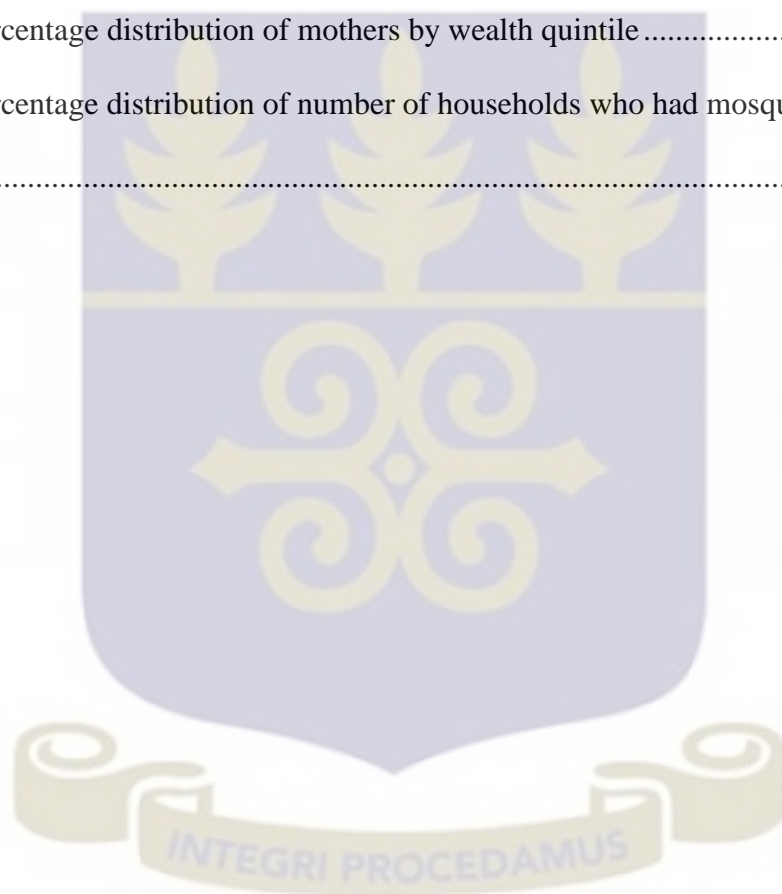 rcentage distribution of mothers by wealth quintile...................
rcentage distribution of number of households who had mosqu
....................................................................................................
INTEGRI PROCEDAMUS